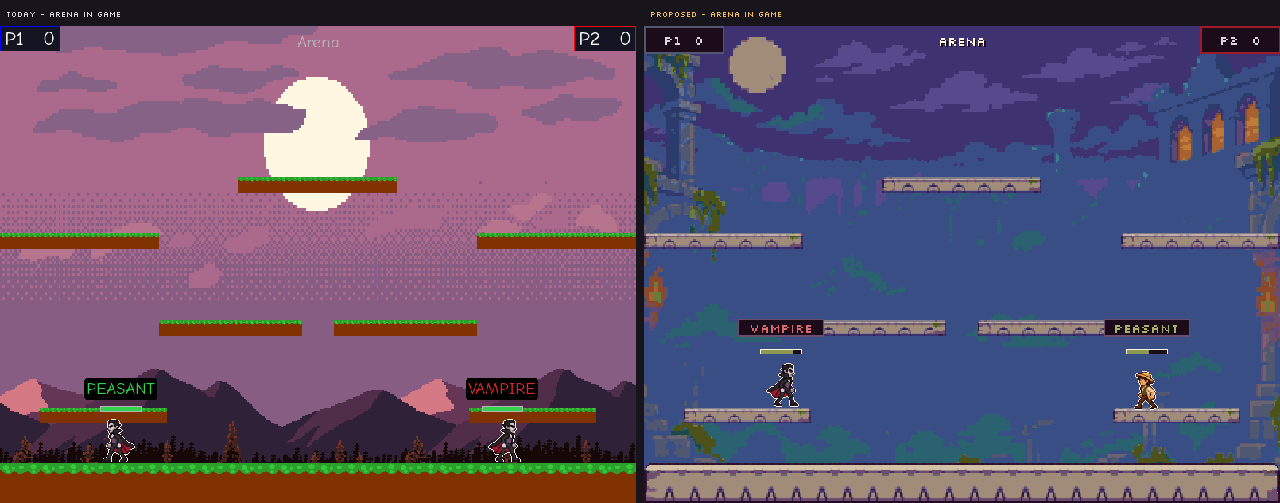 TODAY - ARENA IN GAME
P1 0
Arena
P2 0
PEASANT
VAMPIRE
PROPOSED - ARENA IN GAME
P1 0
ARENA
P2 0
VAMPIRE
PEASANT